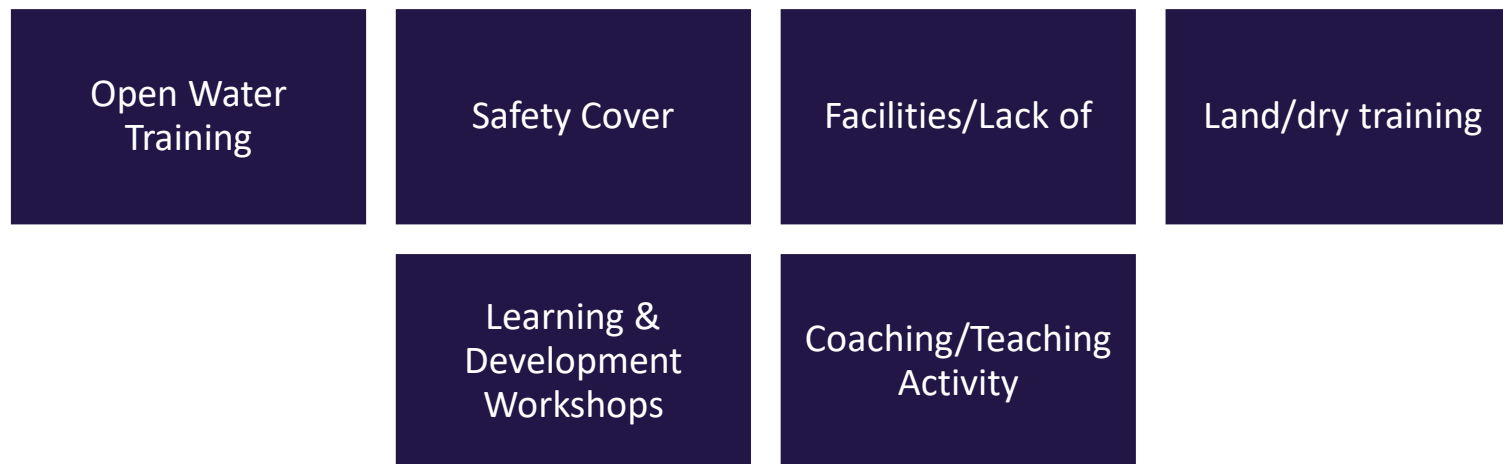 Open Water
Training
Safety Cover
Facilities/Lack of
Land/dry training
Learning &
Development
Workshops
Coaching/Teaching
Activity